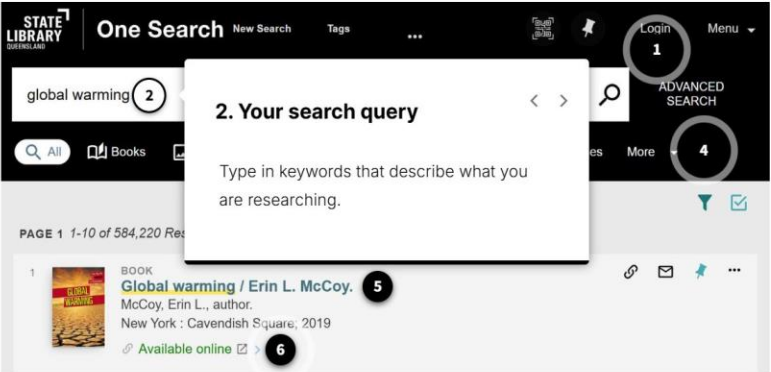 STATE
LIBRARY
QUEENSLAND
One Search New Search Tags ...
Login
Menu
1
global warming 2
ADVANCED
SEARCH
2. Your search query
Type in keywords that describe what you
are researching.
All Books
es More 4
PAGE 1 1-10 of 584,220 Res
1
GLOBAL
WARMING
BOOK
Global warming / Erin L. McCoy. 5
McCoy, Erin L., author.
New York : Cavendish Square, 2019
Available online 6